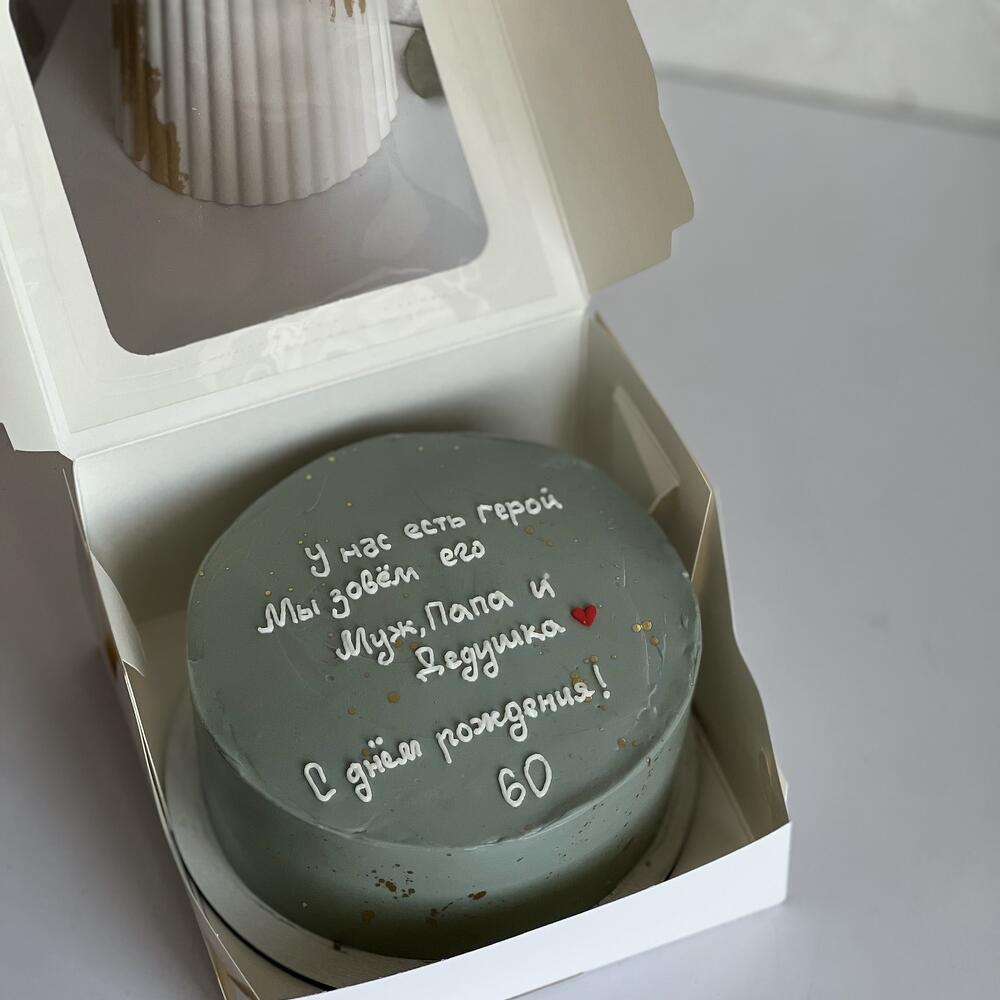 У нас есть герой
Мы зовём его
Муж, Папа и
Дедушка
С днём рождения!
60